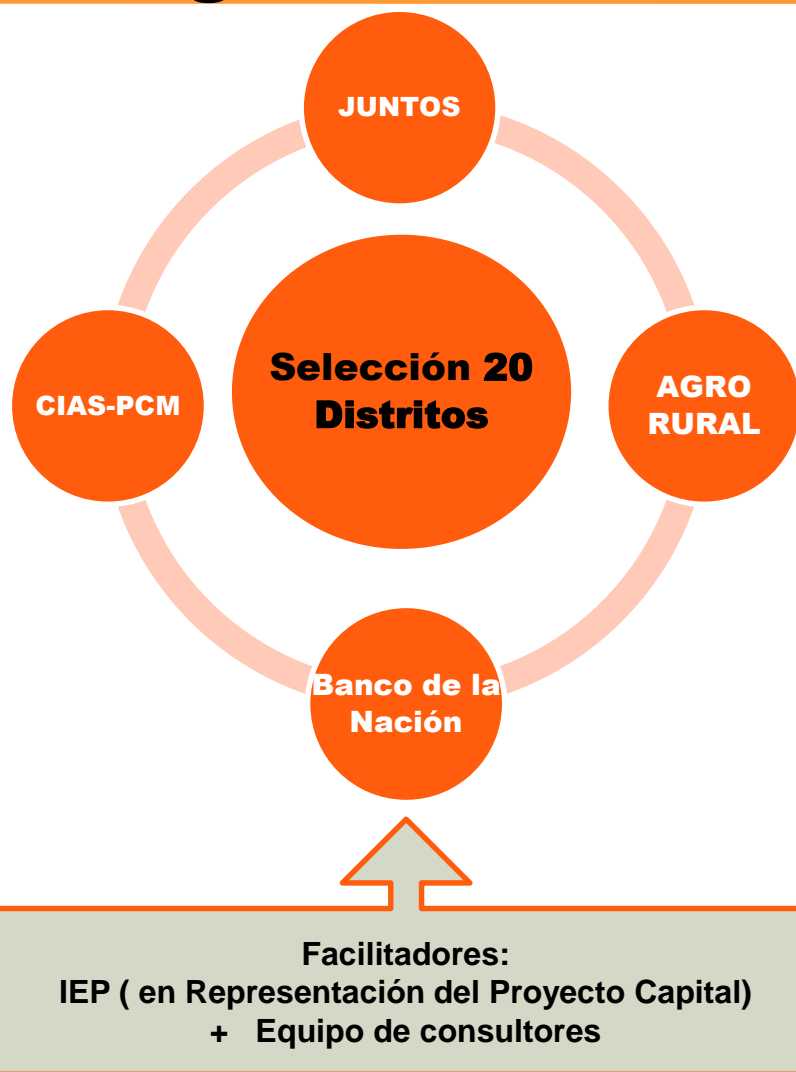 JUNTOS
Selección 20
Distritos
CIAS-PCM
AGRO
RURAL
Banco de la
Nación
Facilitadores:
IEP ( en Representación del Proyecto Capital)
+ Equipo de consultores